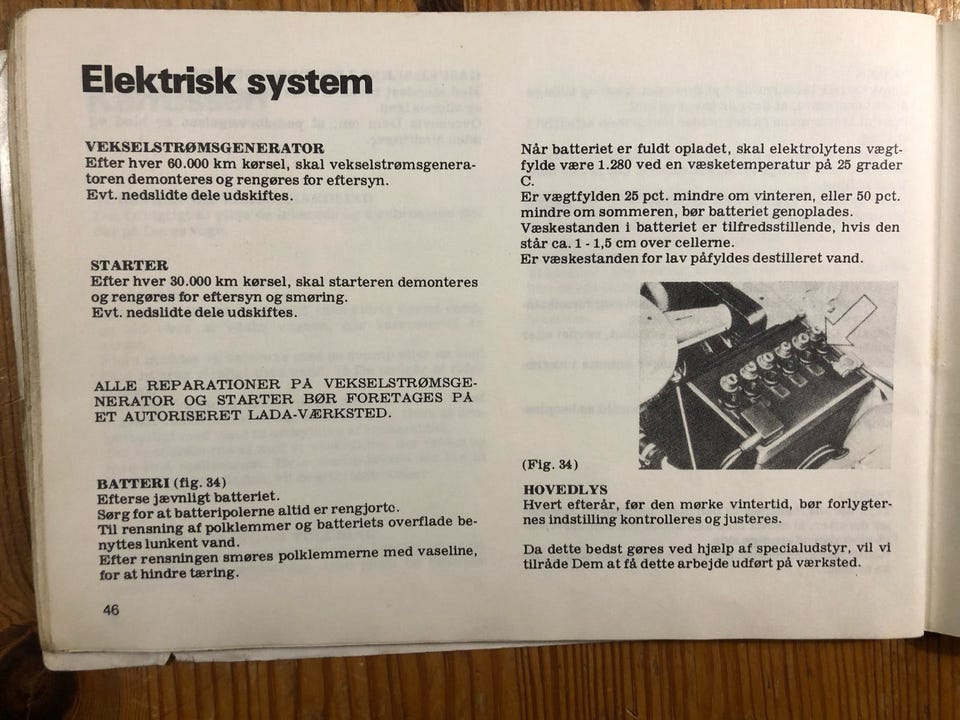 Elektrisk system
VEKSELSTRØMSGENERATOR
Efter hver 60.000 km kørsel, skal vekselstrømsgenera-
toren demonteres og rengøres for eftersyn.
Evt. nedslidte dele udskiftes.
STARTER
Efter hver 30.000 km kørsel, skal starteren demonteres
og rengøres for eftersyn og smøring.
Evt. nedslidte dele udskiftes.
ALLE REPARATIONER PÅ VEKSELSTRØMSGE-
NERATOR OG STARTER BØR FORETAGES PÅ
ET AUTORISERET LADA-VÆRKSTED.
BATTERI (fig. 34)
Efterse jævnligt batteriet.
Sørg for at batteripolerne altid er rengjorte.
Til rensning af polklemmer og batteriets overflade be-
nyttes lunkent vand.
Efter rensningen smøres polklemmerne med vaseline,
for at hindre tæring.
46
Når batteriet er fuldt opladet, skal elektrolytens vægt-
fylde være 1.280 ved en væsketemperatur på 25 grader
C.
Er vægtfylden 25 pct. mindre om vinteren, eller 50 pct.
mindre om sommeren, bør batteriet genoplades.
Væskestanden i batteriet er tilfredsstillende, hvis den
står ca. 1 - 1,5 cm over cellerne.
Er væskestanden for lav påfyldes destilleret vand.
(Fig. 34)
HOVEDLYS
Hvert efterår, før den mørke vintertid, bør forlygter-
nes indstilling kontrolleres og justeres.
Da dette bedst gøres ved hjælp af specialudstyr, vil vi
tilråde Dem at få dette arbejde udført på værksted.